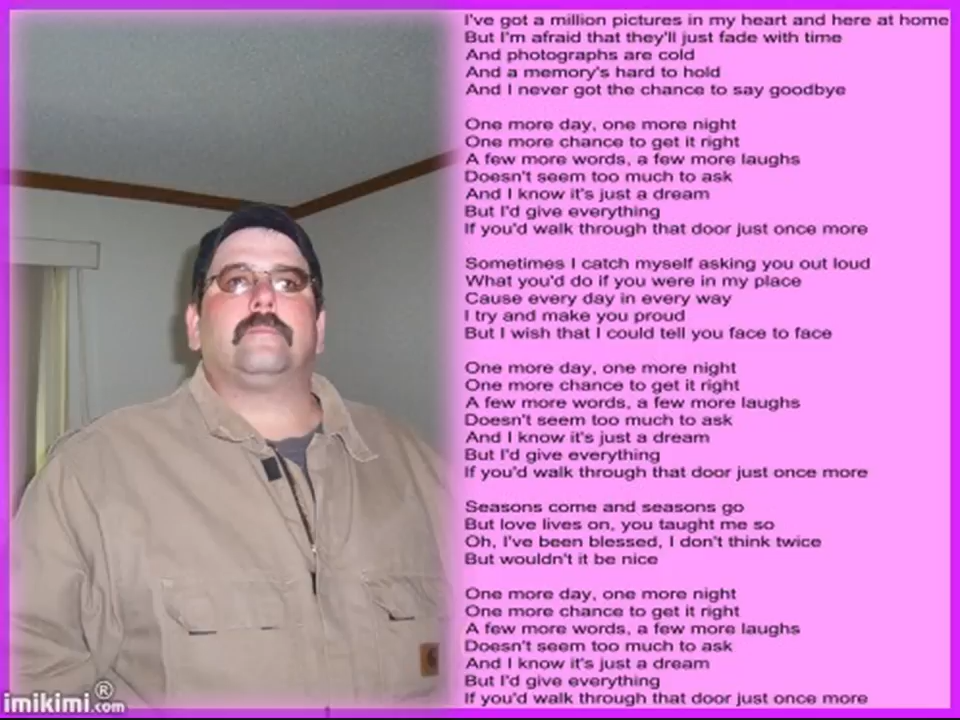 I've got a million pictures in my heart and here at home
But I'm afraid that they'll just fade with time
And photographs are cold
And a memory's hard to hold
And I never got the chance to say goodbye
One more day, one more night
One more chance to get it right
A few more words, a few more laughs
Doesn't seem too much to ask
And I know it's just a dream
But I'd give everything
If you'd walk through that door just once more
Sometimes I catch myself asking you out loud
What you'd do if you were in my place
Cause every day in every way
I try and make you proud
But I wish that I could tell you face to face
One more day, one more night
One more chance to get it right
A few more words, a few more laughs
Doesn't seem too much to ask
And I know it's just a dream
But I'd give everything
If you'd walk through that door just once more
Seasons come and seasons go
But love lives on, you taught me so
Oh, I've been blessed, I don't think twice
But wouldn't it be nice
One more day, one more night
One more chance to get it right
A few more words, a few more laughs
Doesn't seem too much to ask
And I know it's just a dream
But I'd give everything
If you'd walk through that door just once more
imikimi®.com